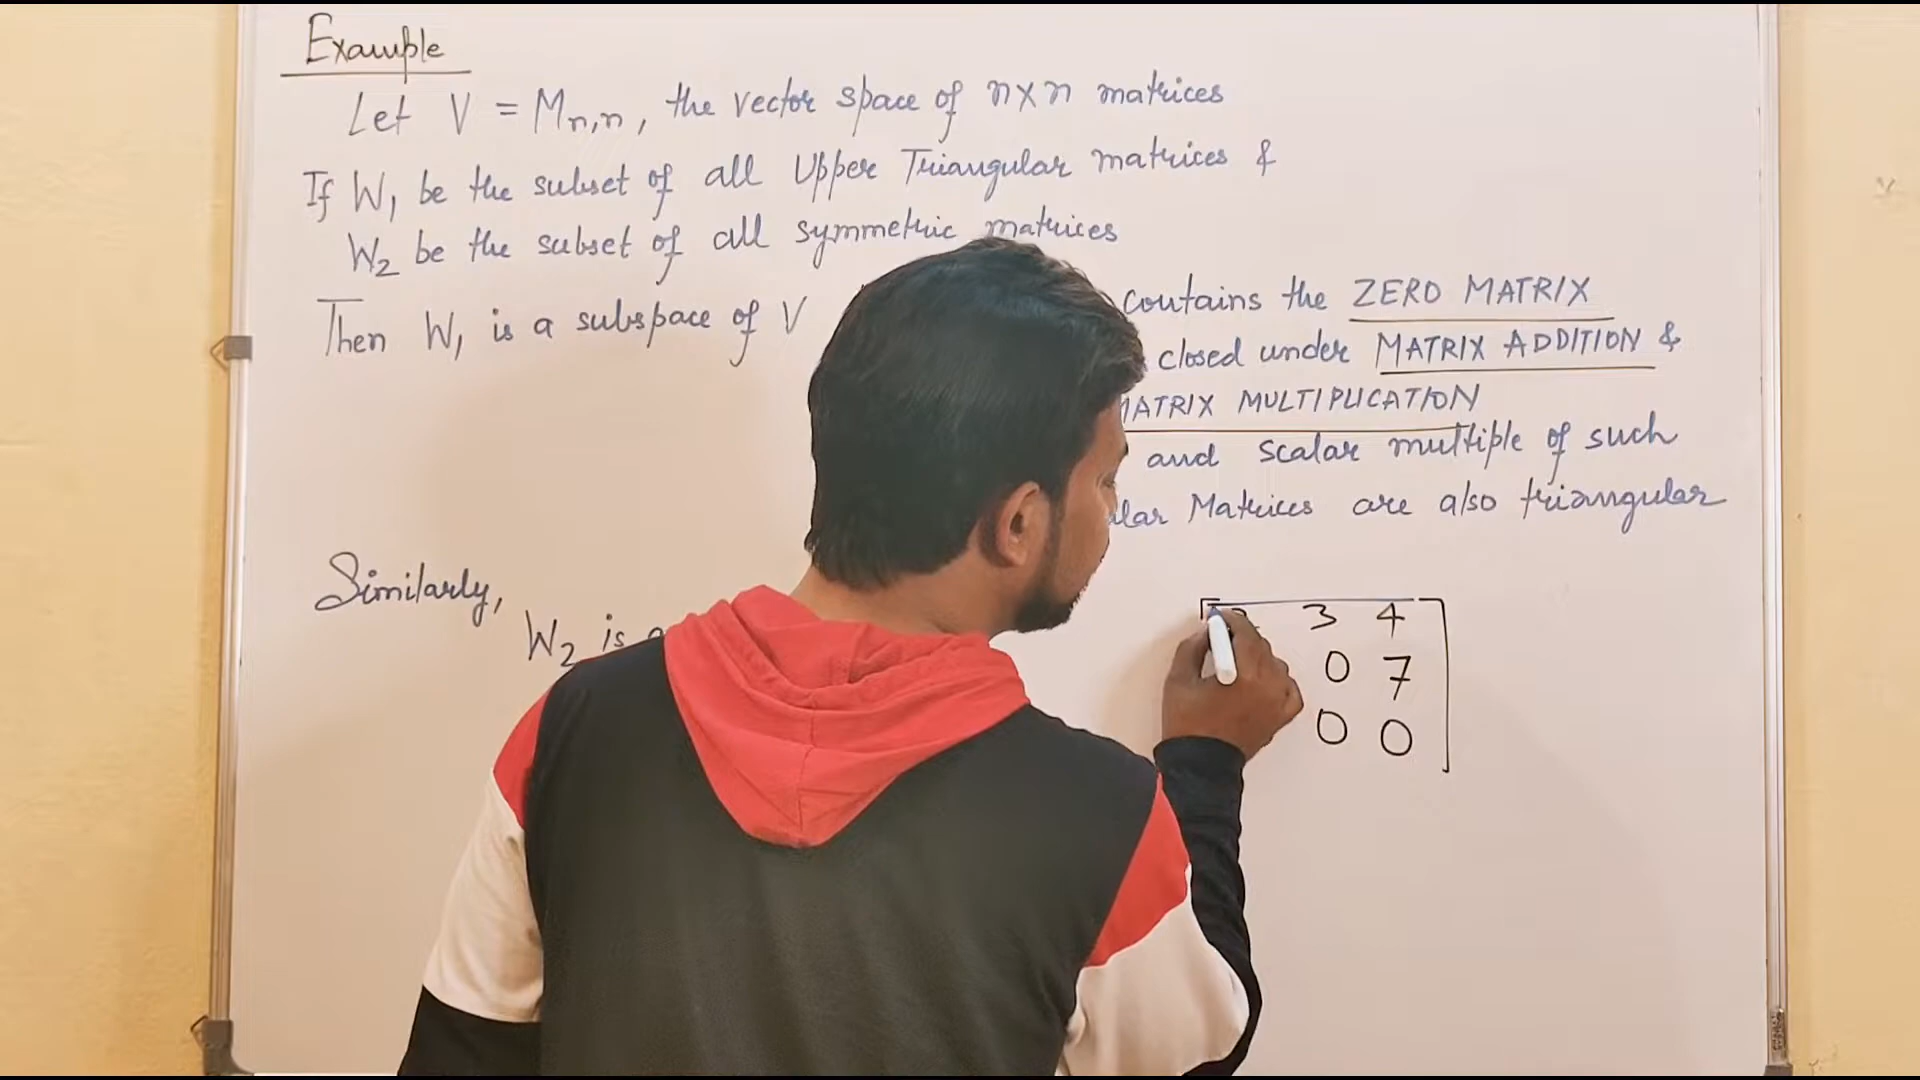 Example
Let V = Mn,n, the vector space of n×n matrices
If W1 be the subset of all Upper Triangular matrices &
W2 be the subset of all symmetric matrices
Then W1 is a subspace of V
contains the ZERO MATRIX
closed under MATRIX ADDITION &
MATRIX MULTIPLICATION
and scalar multiple of such
Matrices are also triangular
Similarly,
W2 is
3 4
0 7
0 0